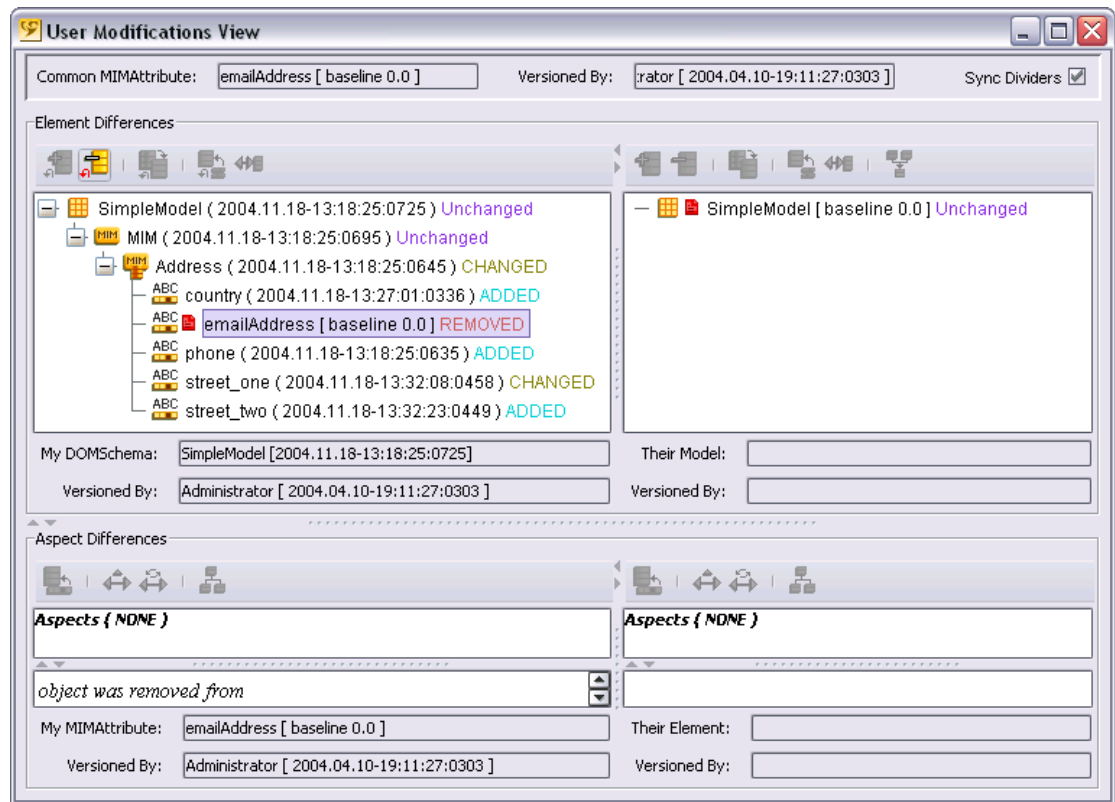 User Modifications View
Common MIMAttribute: emailAddress [ baseline 0.0 ] Versioned By: :rator [ 2004.04.10-19:11:27:0303 ] Sync Dividers
Element Differences
SimpleModel ( 2004.11.18-13:18:25:0725 ) Unchanged
MIM MIM ( 2004.11.18-13:18:25:0695 ) Unchanged
MIM Address ( 2004.11.18-13:18:25:0645 ) CHANGED
ABC country ( 2004.11.18-13:27:01:0336 ) ADDED
ABC emailAddress [ baseline 0.0 ] REMOVED
ABC phone ( 2004.11.18-13:18:25:0635 ) ADDED
ABC street_one ( 2004.11.18-13:32:08:0458 ) CHANGED
ABC street_two ( 2004.11.18-13:32:23:0449 ) ADDED
My DOMSchema: SimpleModel [2004.11.18-13:18:25:0725]
Versioned By: Administrator [ 2004.04.10-19:11:27:0303 ]
SimpleModel [ baseline 0.0 ] Unchanged
Their Model:
Versioned By:
Aspect Differences
Aspects ( NONE )
object was removed from
My MIMAttribute: emailAddress [ baseline 0.0 ]
Versioned By: Administrator [ 2004.04.10-19:11:27:0303 ]
Aspects ( NONE )
Their Element:
Versioned By: